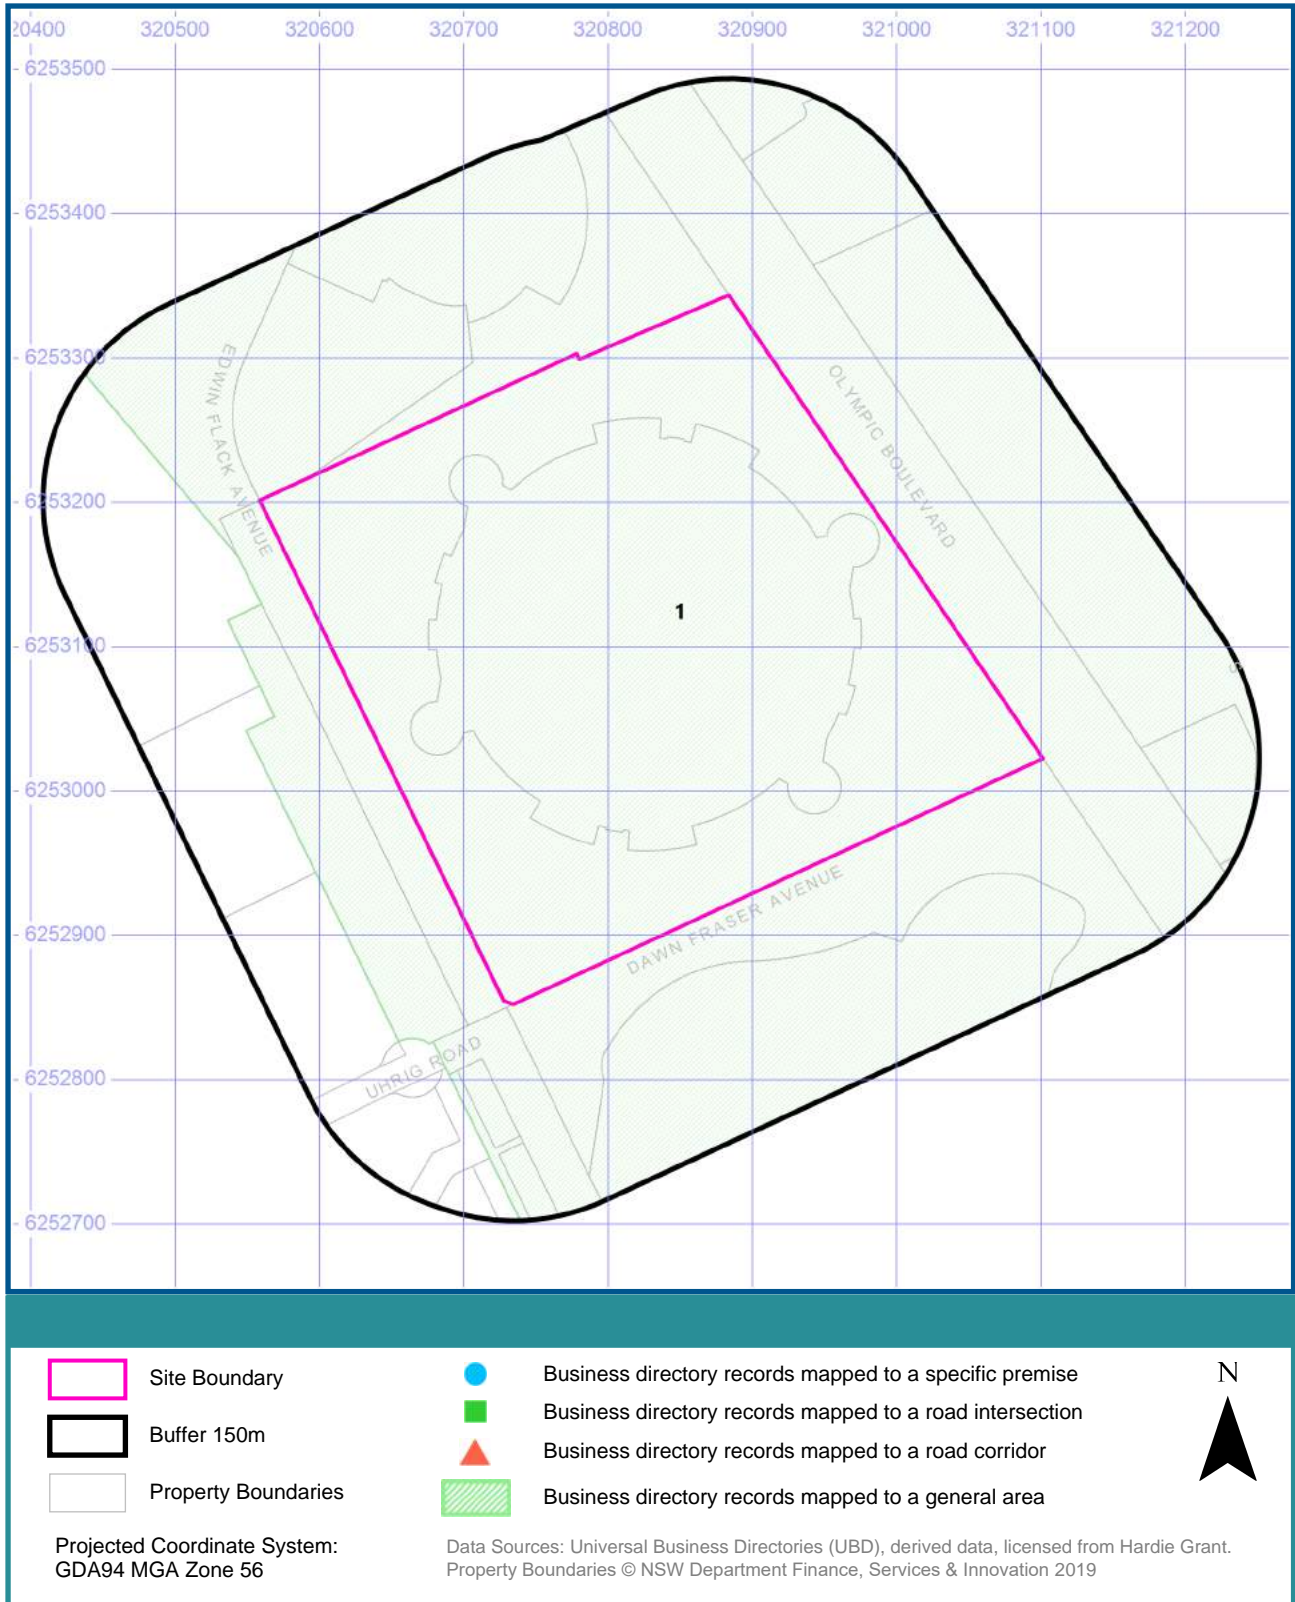 20400 320500 320600 320700 320800 320900 321000 321100 321200
6253500
6253400
6253300
6253200
6253100
6253000
6252900
6252800
6252700
EDWIN FLACK AVENUE
OLYMPIC BOULEVARD
1
S
DAWN FRASER AVENUE
UHRIG ROAD
Site Boundary
Buffer 150m
Property Boundaries
Projected Coordinate System:
GDA94 MGA Zone 56
Business directory records mapped to a specific premise
Business directory records mapped to a road intersection
Business directory records mapped to a road corridor
Business directory records mapped to a general area
Data Sources: Universal Business Directories (UBD), derived data, licensed from Hardie Grant.
Property Boundaries © NSW Department Finance, Services & Innovation 2019
N